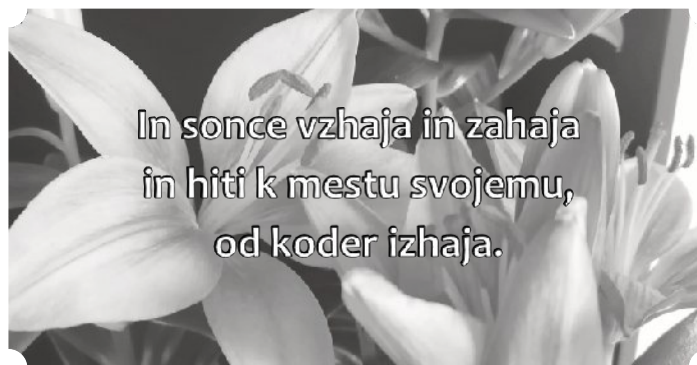 In sonce vzhaja in zahaja
in hiti k mestu svojemu,
od koder izhaja.